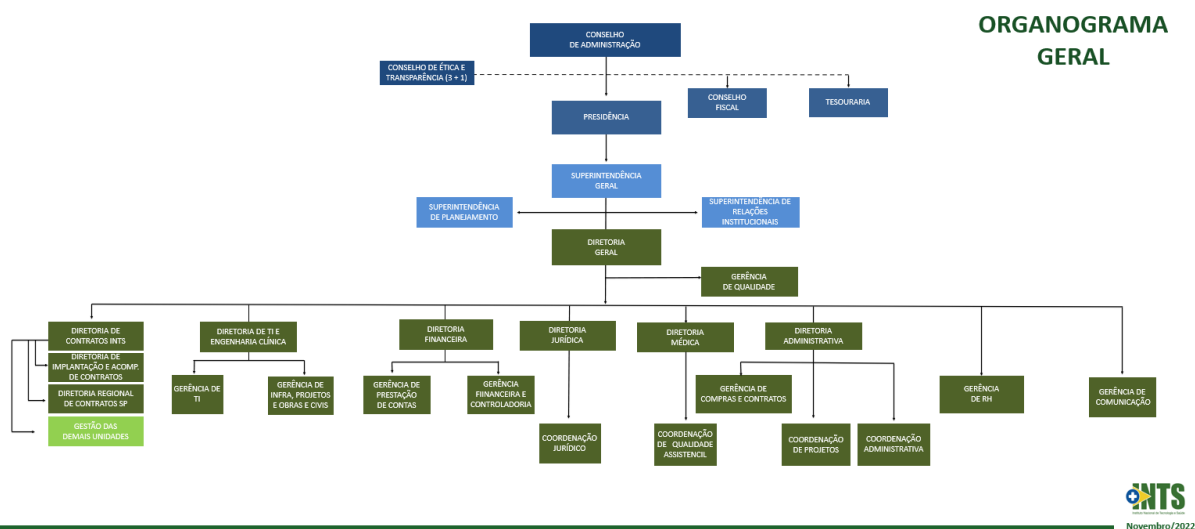 ORGANOGRAMA
GERAL
CONSELHO
DE ADMINISTRAÇÃO
CONSELHO DE ÉTICA E
TRANSPARÊNCIA (3 + 1)
CONSELHO
FISCAL
TESOURARIA
PRESIDÊNCIA
SUPERINTENDÊNCIA
GERAL
SUPERINTENDÊNCIA
DE PLANEJAMENTO
SUPERINTENDÊNCIA DE
RELAÇÕES
INSTITUCIONAIS
DIRETORIA
GERAL
GERÊNCIA
DE QUALIDADE
DIRETORIA DE
CONTRATOS INTS
DIRETORIA DE TI E
ENGENHARIA CLÍNICA
DIRETORIA
FINANCEIRA
DIRETORIA
JURÍDICA
DIRETORIA
MÉDICA
DIRETORIA
ADMINISTRATIVA
DIRETORIA DE
IMPLANTAÇÃO E ACOMP.
DE CONTRATOS
DIRETORIA REGIONAL
DE CONTRATOS SP
GESTÃO DAS
DEMAIS UNIDADES
GERÊNCIA DE
TI
GERÊNCIA DE
INFRA, PROJETOS
E OBRAS E CIVIS
GERÊNCIA DE
PRESTAÇÃO
DE CONTAS
GERÊNCIA
FIINANCEIRA E
CONTROLADORIA
GERÊNCIA DE
COMPRAS E CONTRATOS
GERÊNCIA
DE RH
GERÊNCIA DE
COMUNICAÇÃO
COORDENAÇÃO
JURÍDICO
COORDENAÇÃO
DE QUALIDADE
ASSISTENCIL
COORDENAÇÃO
DE PROJETOS
COORDENAÇÃO
ADMINISTRATIVA
INTS
Instituto Nacional de Tecnologia e Saúde
Novembro/2022